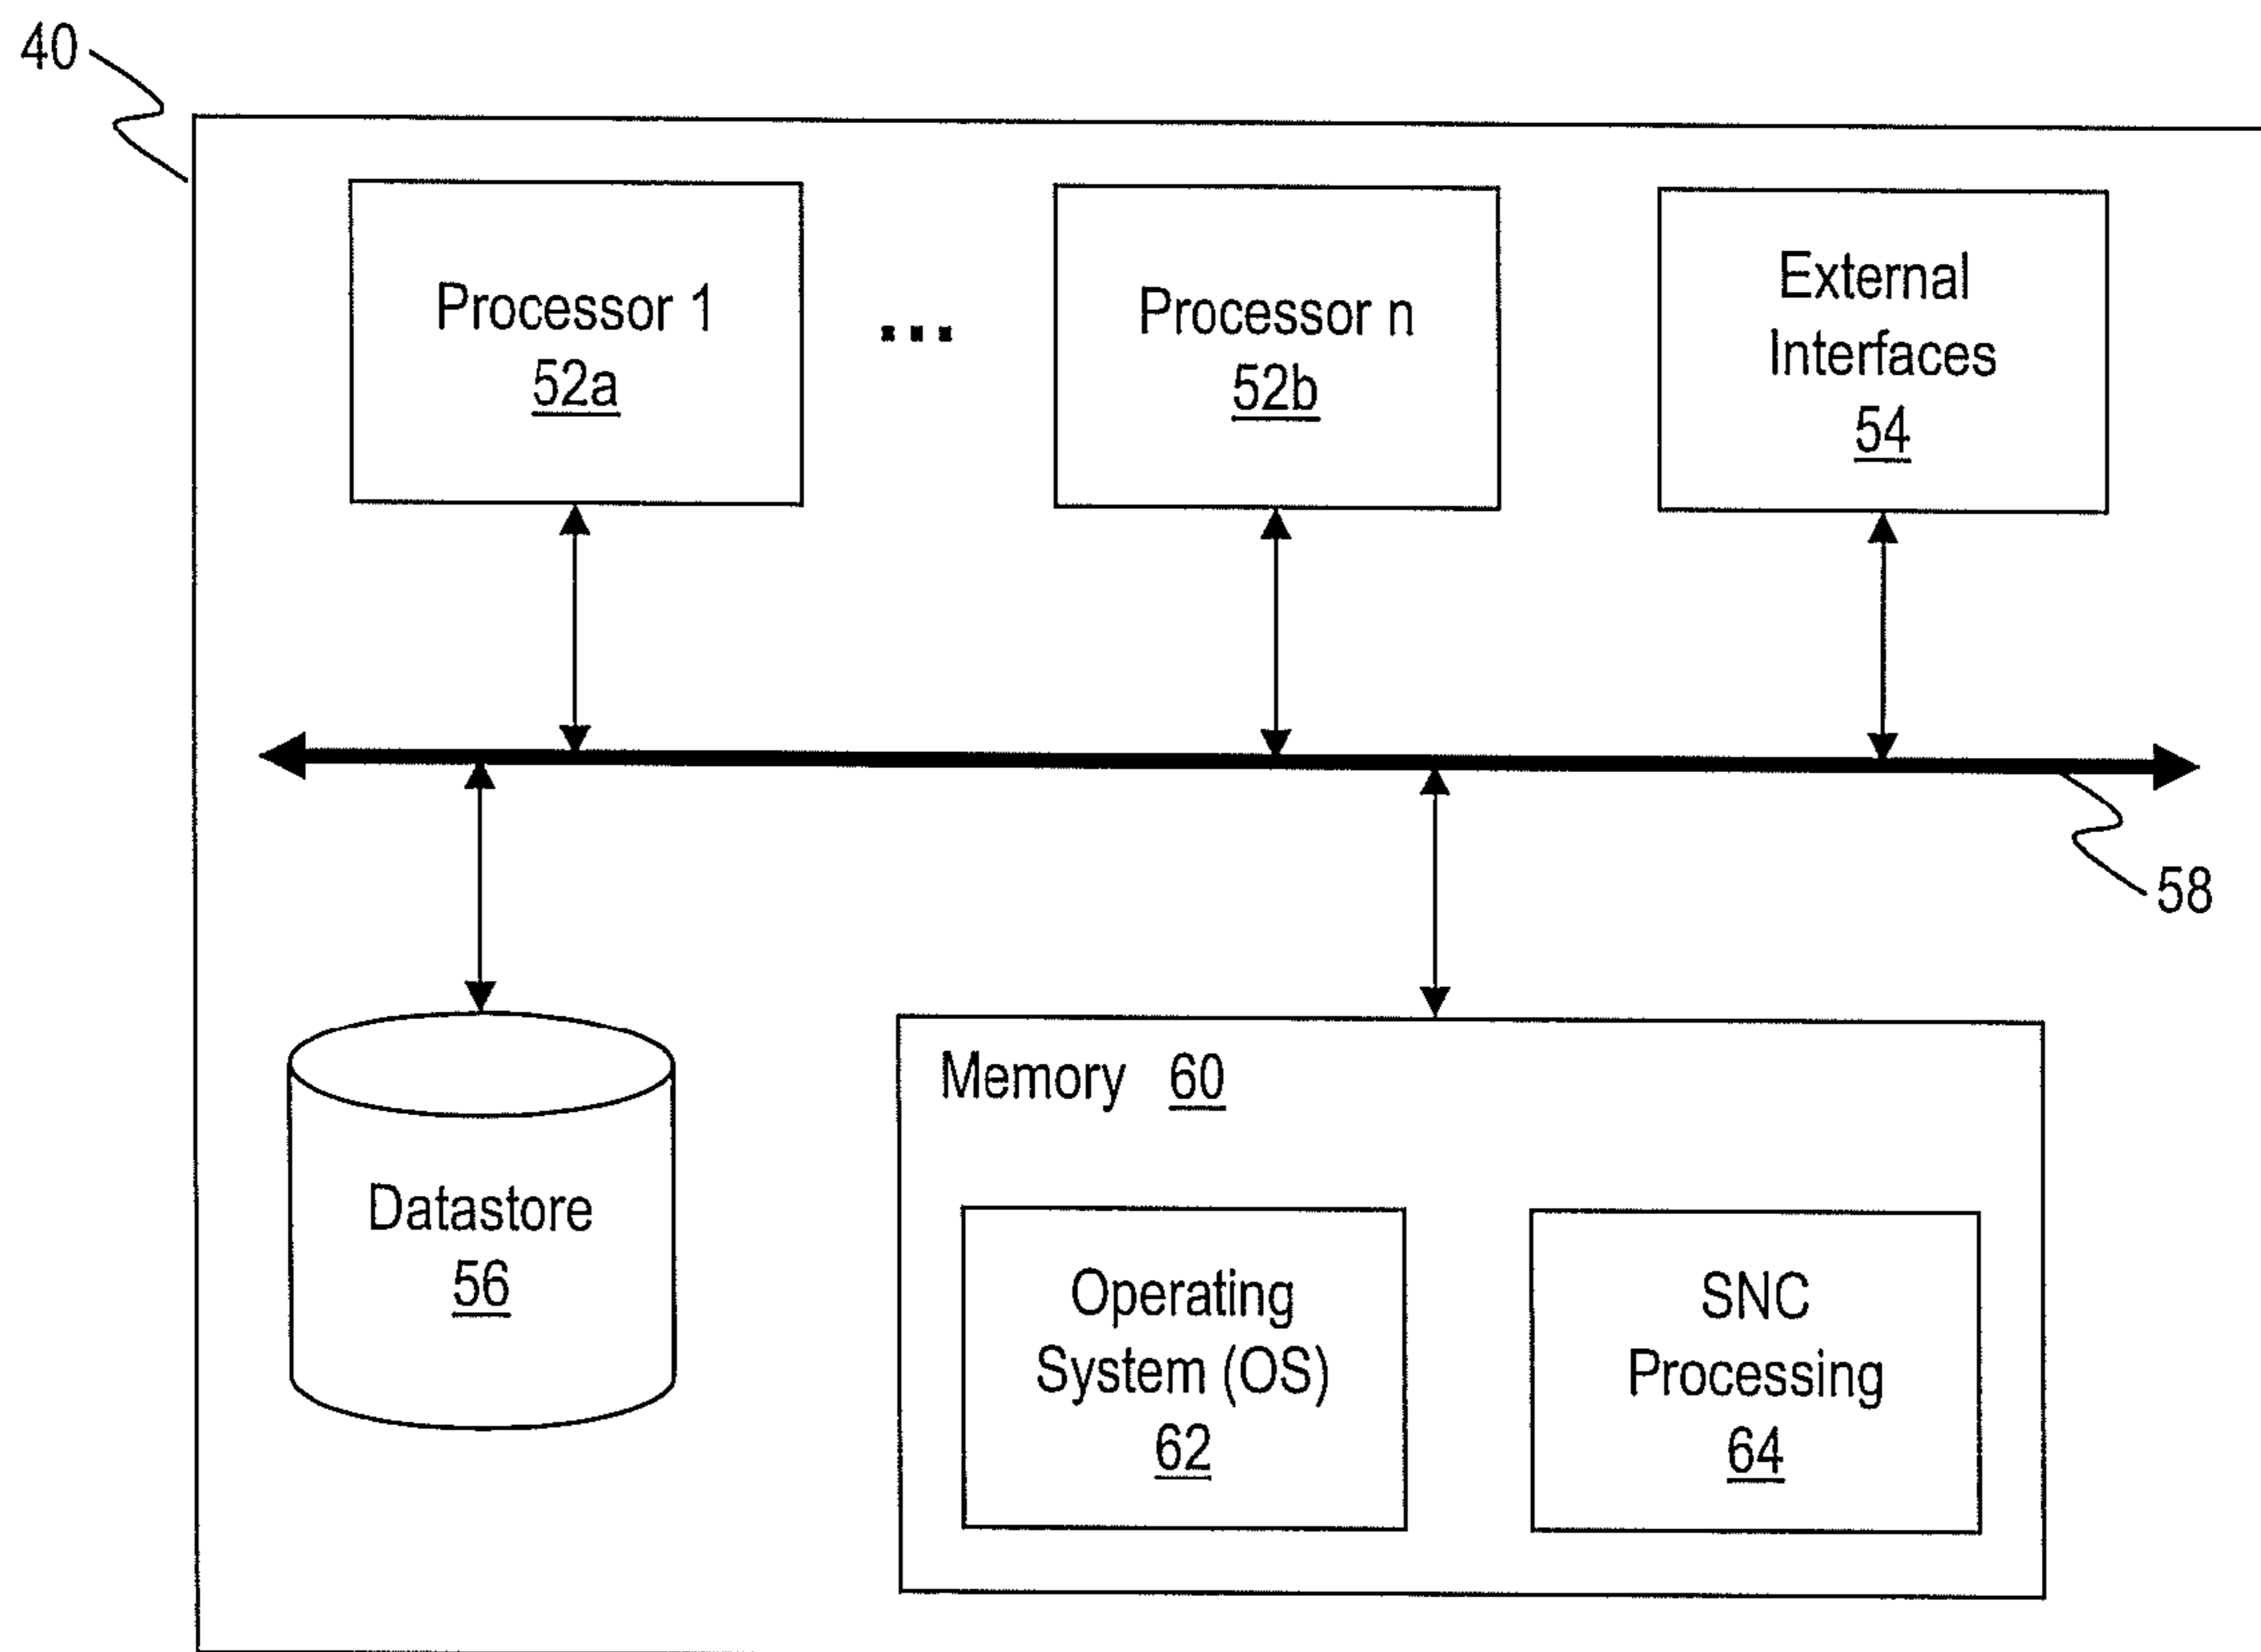 40
Processor 1
52a
...
Processor n
52b
External
Interfaces
54
58
Datastore
56
Memory 60
Operating
System (OS)
62
SNC
Processing
64